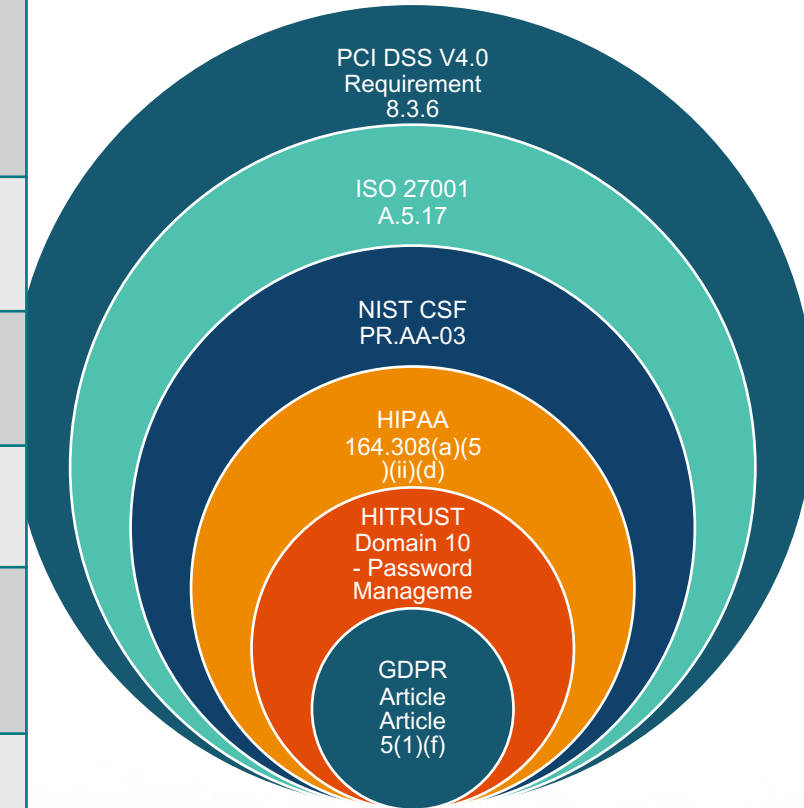 PCI DSS V4.0
Requirement
8.3.6
ISO 27001
A.5.17
NIST CSF
PR.AA-03
HIPAA
164.308(a)(5
)(ii)(d)
HITRUST
Domain 10
- Password
Manageme
GDPR
Article
Article
5(1)(f)